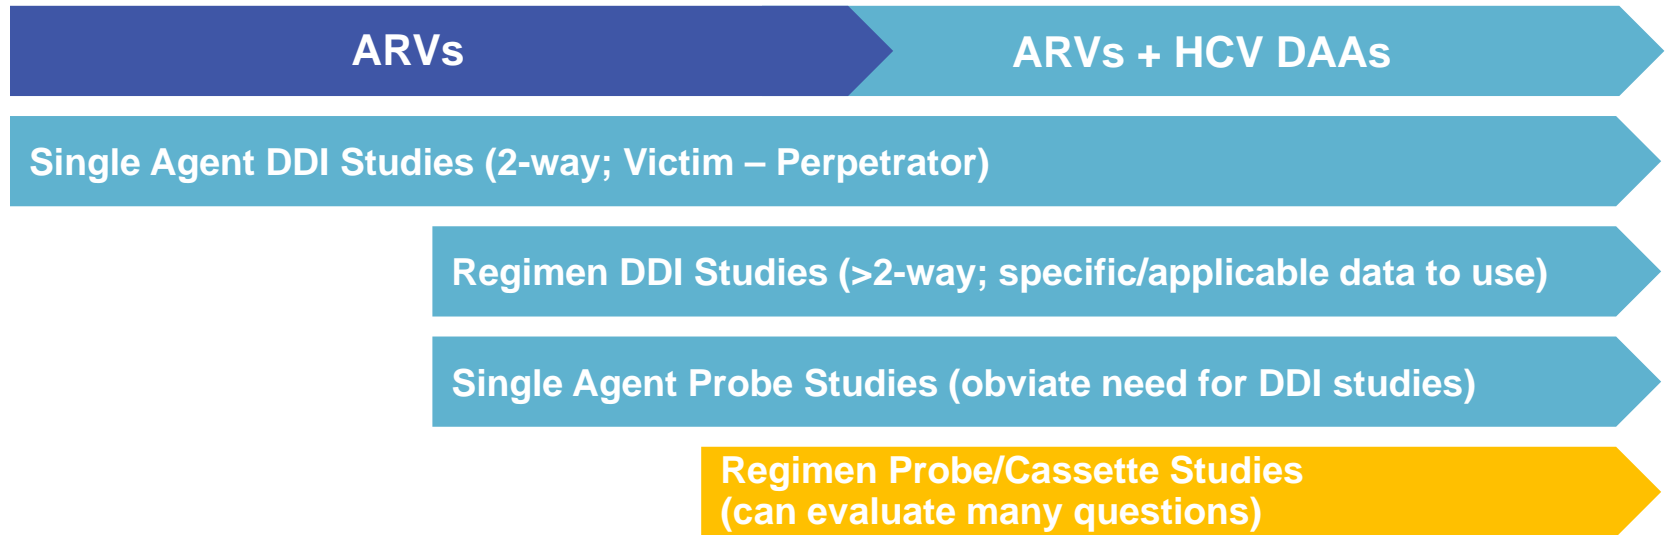 ARVs
ARVs + HCV DAAs
Single Agent DDI Studies (2-way; Victim – Perpetrator)
Regimen DDI Studies (>2-way; specific/applicable data to use)
Single Agent Probe Studies (obviate need for DDI studies)
Regimen Probe/Cassette Studies
(can evaluate many questions)